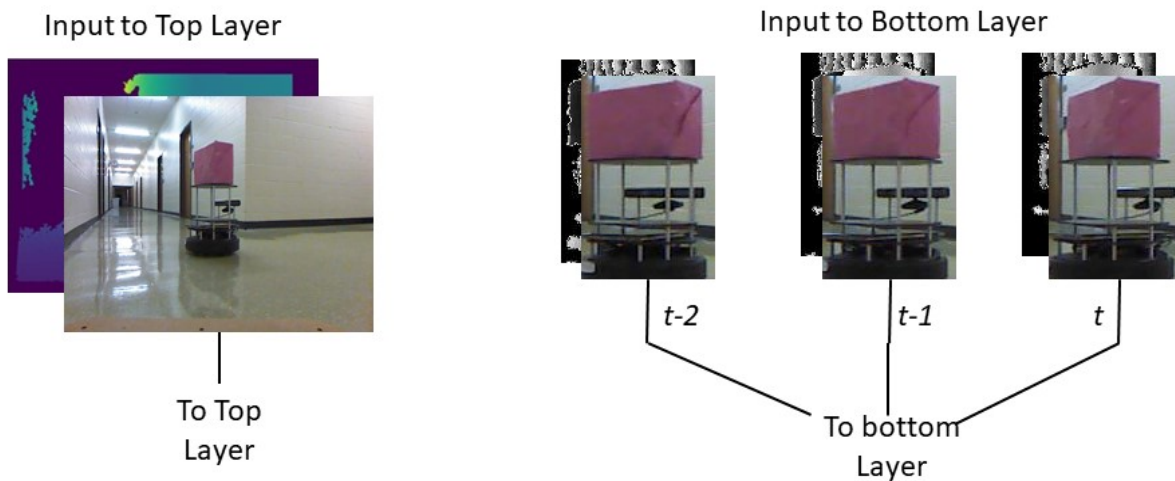 Input to Top Layer
Input to Bottom Layer
t-2
t-1
t
To Top
Layer
To bottom
Layer